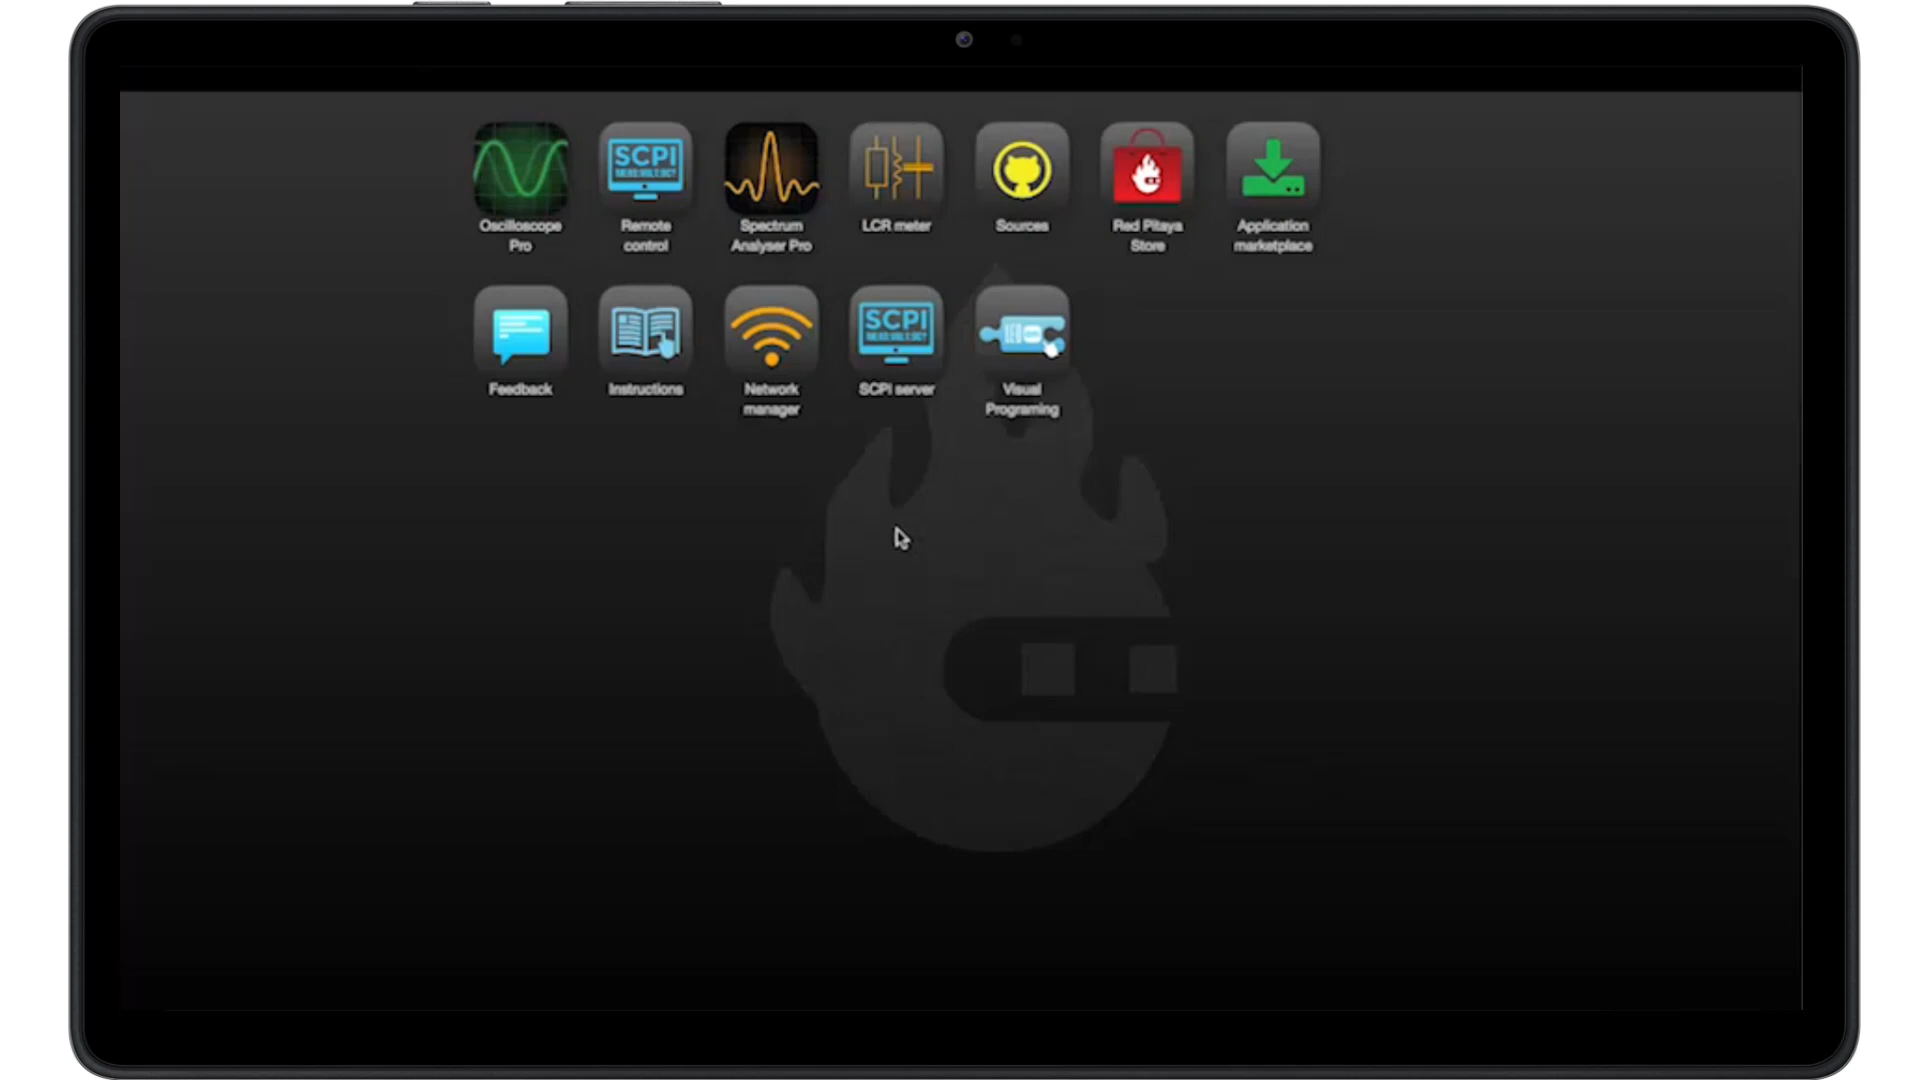 SCPI
Oscilloscope
Pro
Remote
control
Spectrum
Analyser Pro
LCR meter
Sources
Red Pitaya
Store
Application
marketplace
SCPI
Feedback
Instructions
Network
manager
SCPI server
Visual
Programing